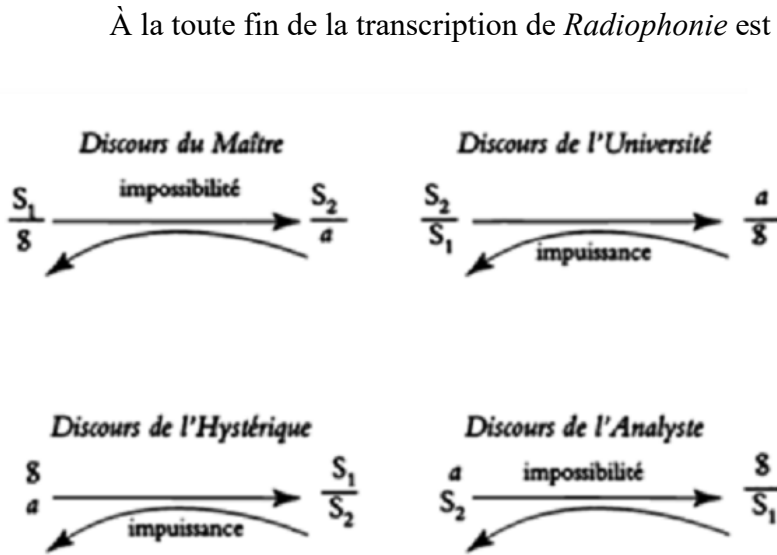 À la toute fin de la transcription de Radiophonie est
Discours du Maître
impossibilité
S₁ S₂
$ a
Discours de l'Université
S₂ a
S₁ $
impuissance
Discours de l'Hystérique
$ S₁
a S₂
impuissance
Discours de l'Analyste
impossibilité
a $
S₂ S₁